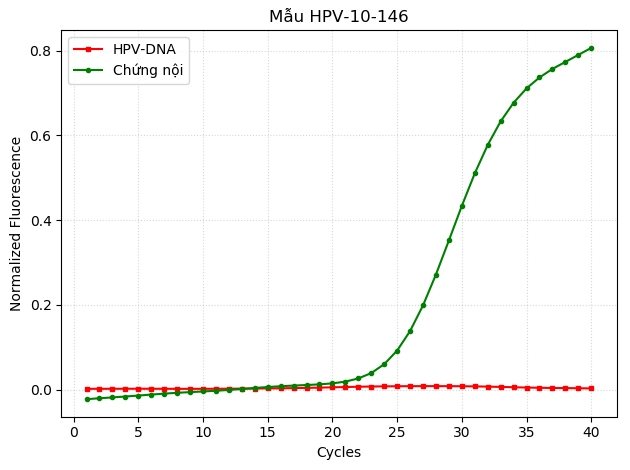 Mẫu HPV-10-146
HPV-DNA
Chứng nội
Normalized Fluorescence
0.8
0.6
0.4
0.2
0.0
0 5 10 15 20 25 30 35 40
Cycles